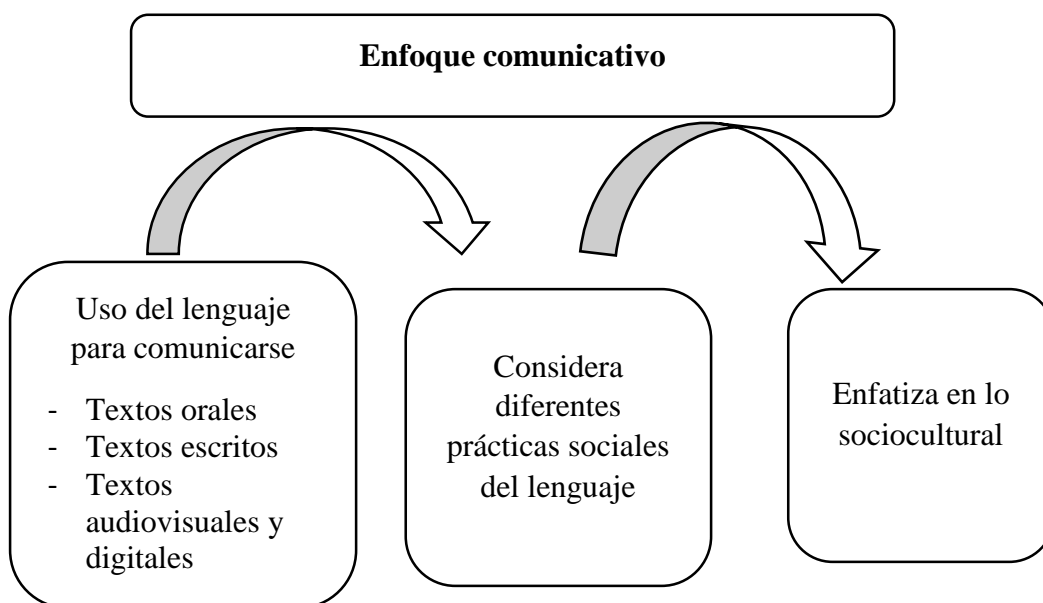 Enfoque comunicativo
Uso del lenguaje
para comunicarse
- Textos orales
- Textos escritos
- Textos
audiovisuales y
digitales
Considera
diferentes
prácticas sociales
del lenguaje
Enfatiza en lo
sociocultural